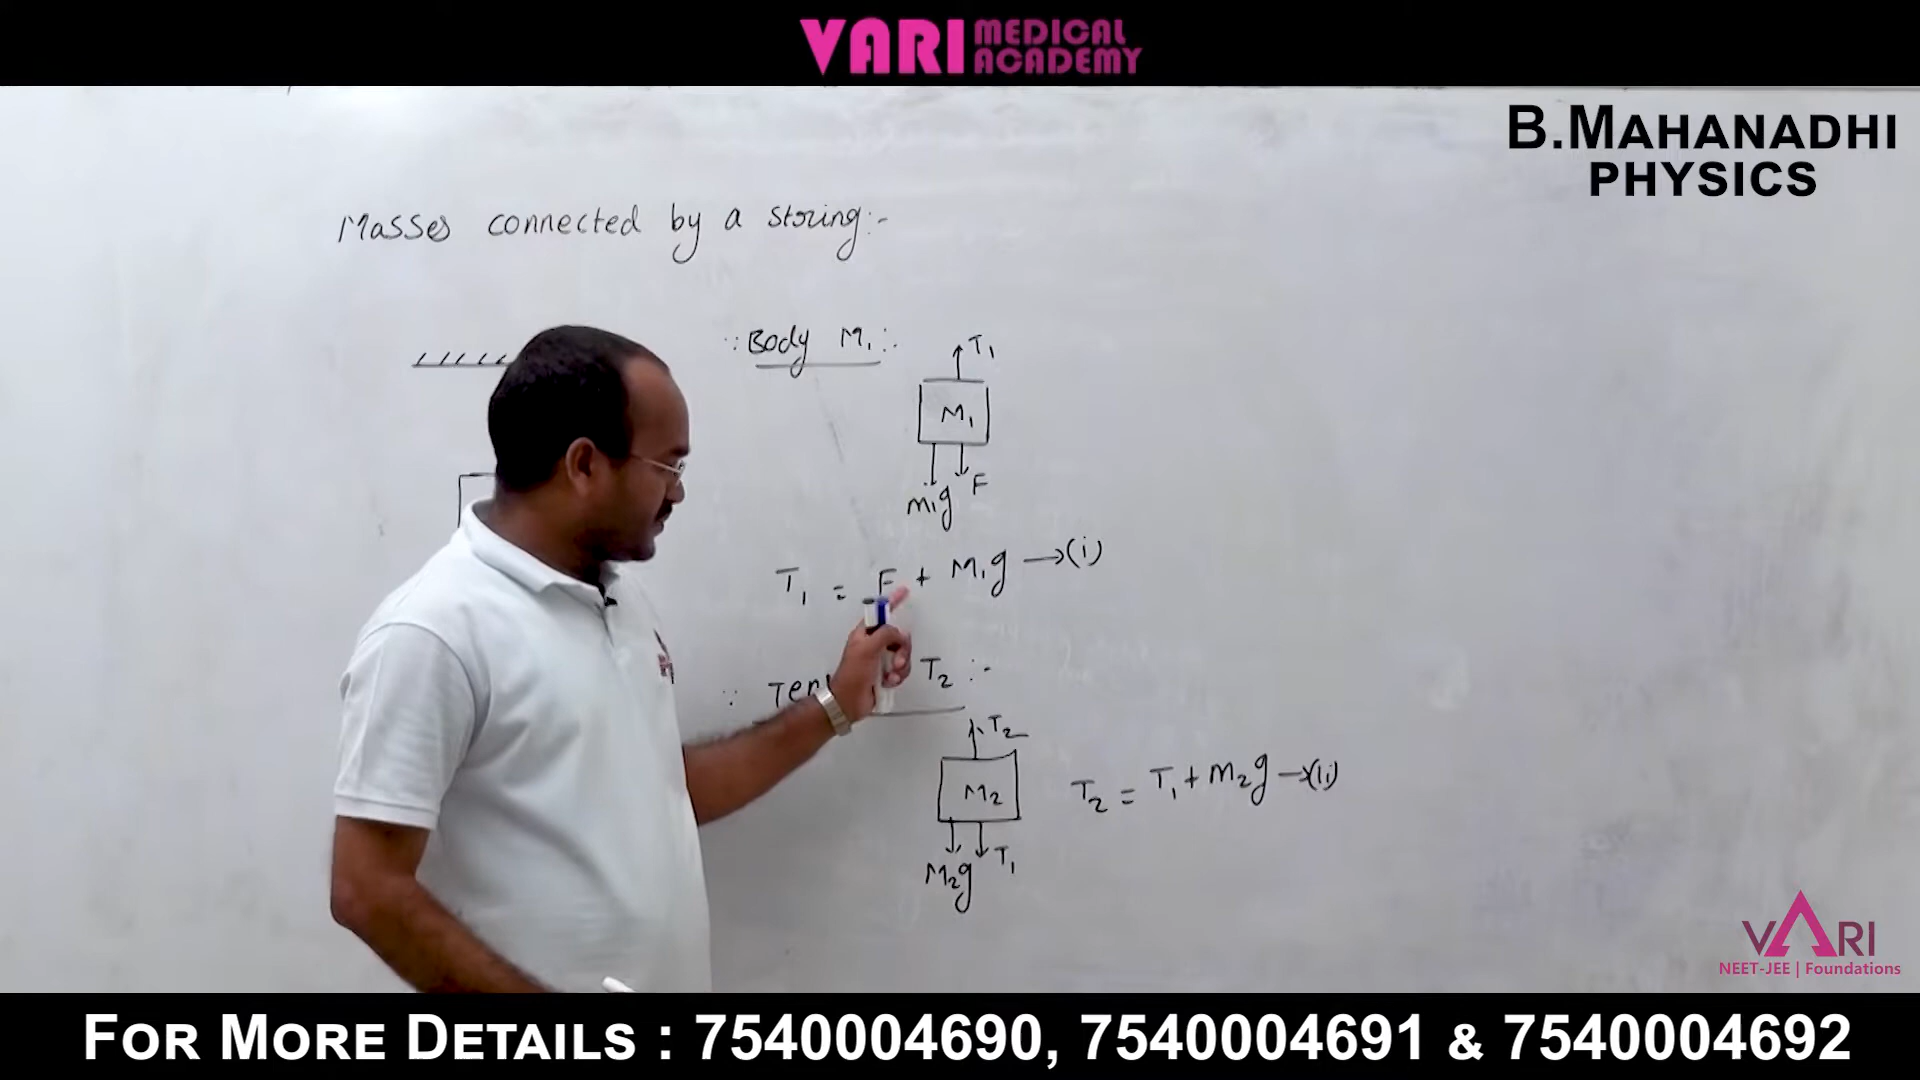 VARI MEDICAL ACADEMY
B.MAHANADHI
PHYSICS
Masses connected by a string:-
∵ Body M₁ :-
T₁
M₁
m₁g F
T₁ = F + M₁g →(i)
∵ T₂ :-
T₂
M₂
T₂ = T₁ + m₂g →(ii)
M₂g T₁
VARI
NEET-JEE | Foundations
FOR MORE DETAILS : 7540004690, 7540004691 & 7540004692